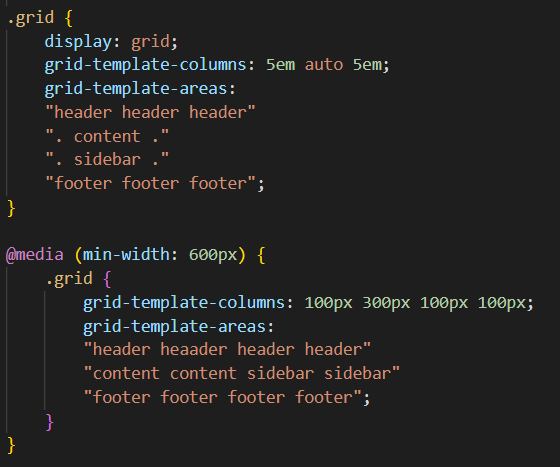 .grid {
display: grid;
grid-template-columns: 5em auto 5em;
grid-template-areas:
"header header header"
". content ."
". sidebar ."
"footer footer footer";
}
@media (min-width: 600px) {
.grid {
grid-template-columns: 100px 300px 100px 100px;
grid-template-areas:
"header heaader header header"
"content content sidebar sidebar"
"footer footer footer footer";
}
}